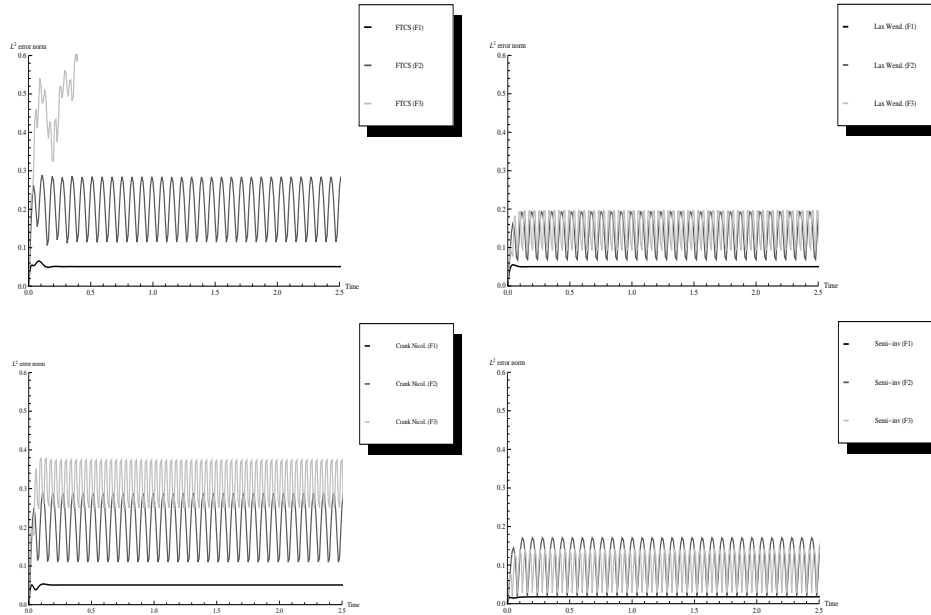 FTCS (F1)
FTCS (F2)
FTCS (F3)
L² error norm
0.6
0.5
0.4
0.3
0.2
0.1
0.0
0.0 0.5 1.0 1.5 2.0 2.5
Time
Lax Wend. (F1)
Lax Wend. (F2)
Lax Wend. (F3)
L² error norm
0.6
0.5
0.4
0.3
0.2
0.1
0.0
0.0 0.5 1.0 1.5 2.0 2.5
Time
Crank Nicol. (F1)
Crank Nicol. (F2)
Crank Nicol. (F3)
L² error norm
0.6
0.5
0.4
0.3
0.2
0.1
0.0
0.0 0.5 1.0 1.5 2.0 2.5
Time
Semi-inv (F1)
Semi-inv (F2)
Semi-inv (F3)
L² error norm
0.6
0.5
0.4
0.3
0.2
0.1
0.0
0.0 0.5 1.0 1.5 2.0 2.5
Time